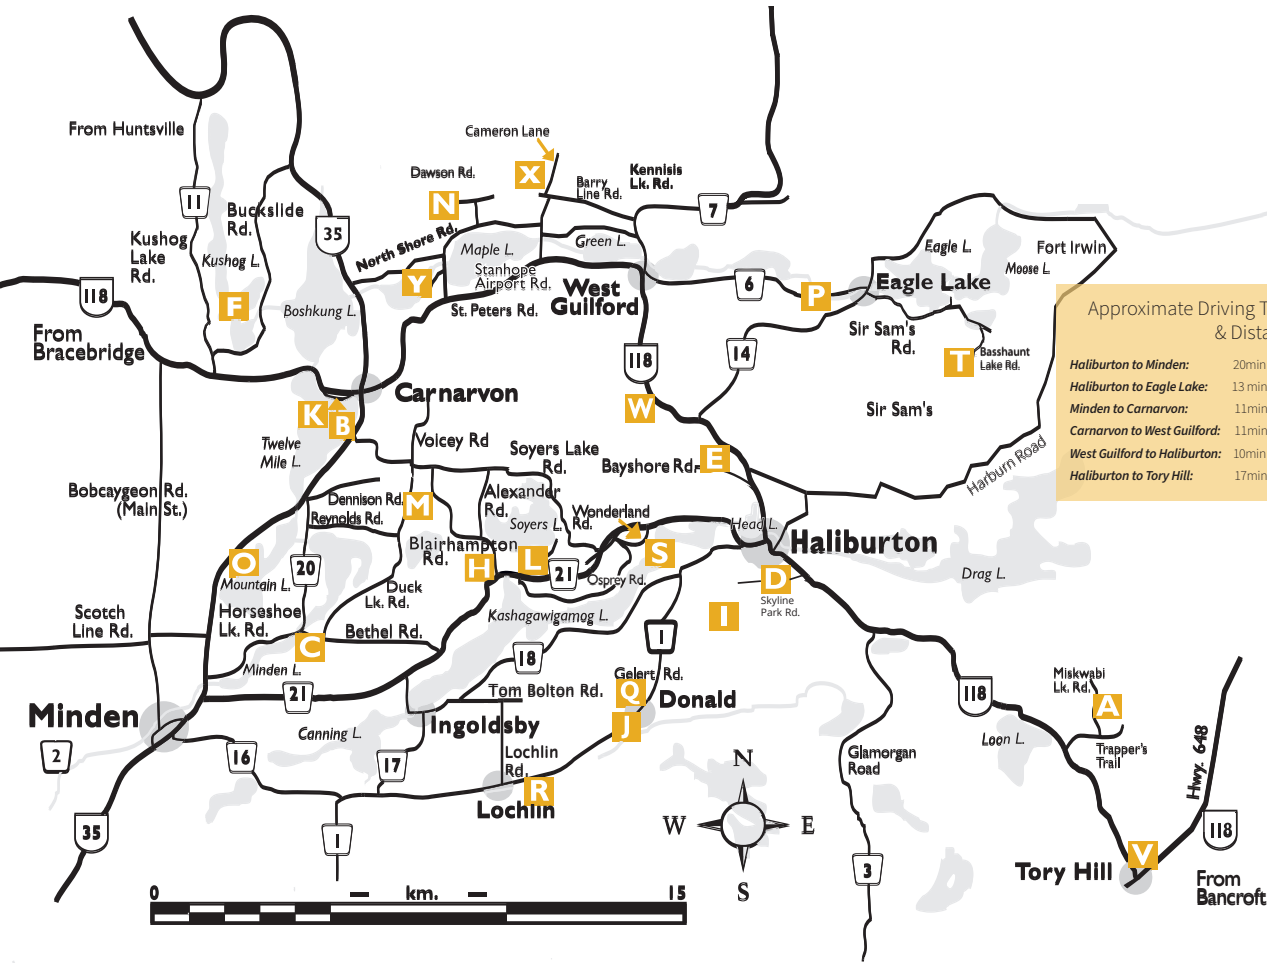 Cameron Lane
From Huntsville
Dawson Rd.
X
Kennisis
Lk. Rd.
Barry
Line Rd.
11
N
7
Buckslide
Rd.
35
Kushog
Lake
Rd.
North Shore Rd.
Maple L.
Green L.
Eagle L.
Fort Irwin
Kushog L.
Moose L.
Stanhope
Airport Rd.
118
Y
West
Guilford
6
P
Eagle Lake
F
Boshkung L.
St. Peters Rd.
From
Bracebridge
Sir Sam's
Rd.
118
14
T
Basshaunt
Lake Rd.
Approximate Driving T
& Dista
Haliburton to Minden: 20min
Haliburton to Eagle Lake: 13 min
Minden to Carnarvon: 11min
Carnarvon to West Guilford: 11min
West Guilford to Haliburton: 10min
Haliburton to Tory Hill: 17min
Carnarvon
K
B
W
Sir Sam's
Twelve
Mile L.
Voicey Rd
Soyers Lake
Rd.
Bayshore Rd.
E
Harburn Road
Bobcaygeon Rd.
(Main St.)
Dennison Rd.
M
Alexander
Rd.
Reynolds Rd.
Soyers L.
Wonderland
Rd.
Head L.
Blairhampton
Rd.
Haliburton
O
Mountain L.
20
H
L
21
S
Osprey Rd.
D
Skyline
Park Rd.
Drag L.
Duck
Lk. Rd.
Scotch
Line Rd.
Horseshoe
Lk. Rd.
Bethel Rd.
Kashagawigamog L.
I
C
1
18
Minden L.
Gelert Rd.
21
Tom Bolton Rd.
Q
Donald
118
Miskwabi
Lk. Rd.
A
Minden
Ingoldsby
J
Canning L.
Loon L.
2
16
17
Lochlin
Rd.
Glamorgan
Road
Trapper's
Trail
Hwy. 648
N
R
Lochlin
W
E
35
1
118
S
3
V
Tory Hill
From
Bancroft
0
km.
15